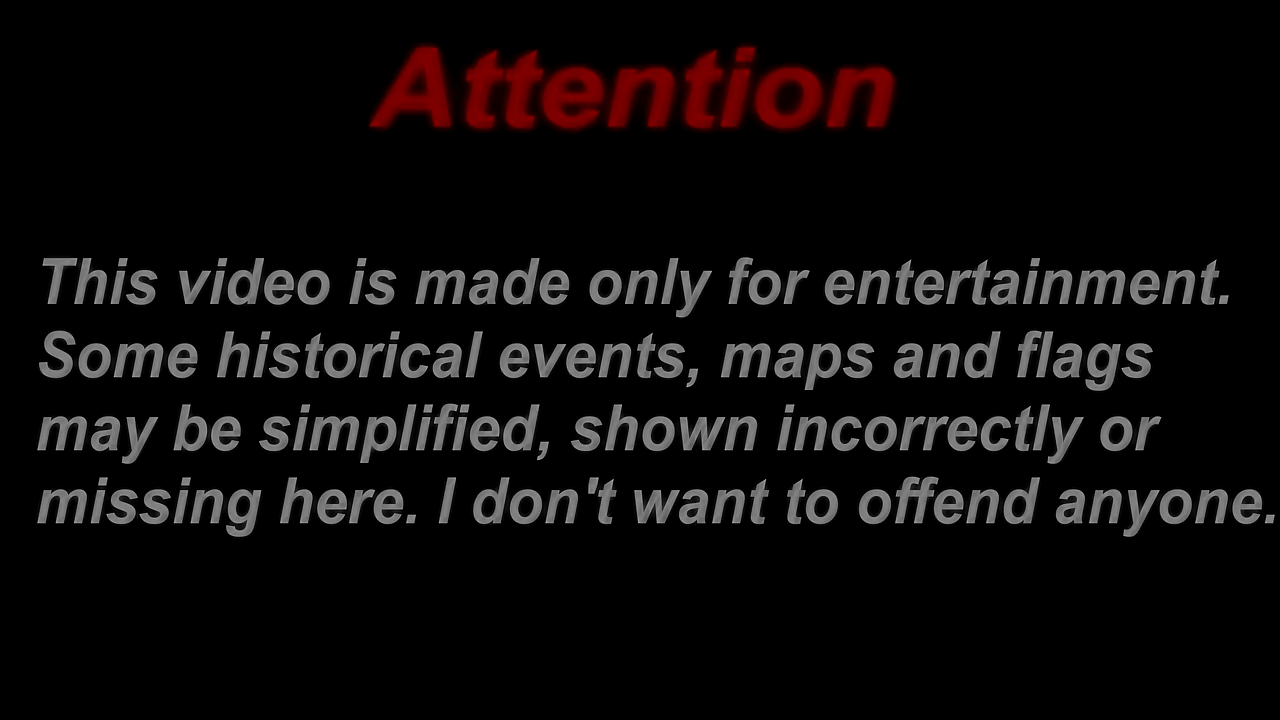 Attention
This video is made only for entertainment.
Some historical events, maps and flags
may be simplified, shown incorrectly or
missing here. I don't want to offend anyone.